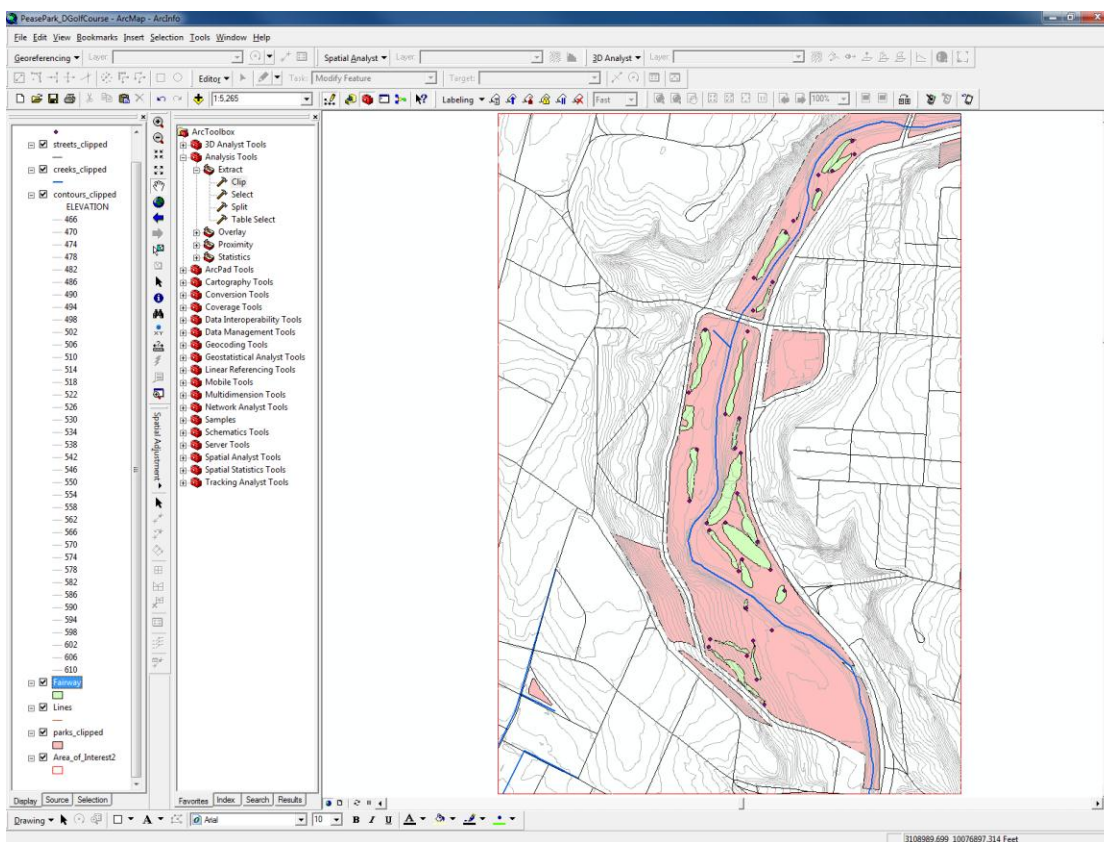 PeasePark_DGolfCourse - ArcMap - ArcInfo
File Edit View Bookmarks Insert Selection Tools Window Help
Georeferencing Layer: Spatial Analyst Layer: 3D Analyst Layer:
Editor Task: Modify Feature Target:
1:5,265 Labeling Fast 100%
streets_clipped
creeks_clipped
contours_clipped
ELEVATION
466
470
474
478
482
486
490
494
498
502
506
510
514
518
522
526
530
534
538
542
546
550
554
558
562
566
570
574
578
582
586
590
594
598
602
606
610
Fairway
Lines
parks_clipped
Area_of_Interest2
Display Source Selection
Spatial Adjustment
ArcToolbox
3D Analyst Tools
Analysis Tools
Extract
Clip
Select
Split
Table Select
Overlay
Proximity
Statistics
ArcPad Tools
Cartography Tools
Conversion Tools
Coverage Tools
Data Interoperability Tools
Data Management Tools
Geocoding Tools
Geostatistical Analyst Tools
Linear Referencing Tools
Mobile Tools
Multidimension Tools
Network Analyst Tools
Samples
Schematics Tools
Server Tools
Spatial Analyst Tools
Spatial Statistics Tools
Tracking Analyst Tools
Favorites Index Search Results
Drawing A Arial 10 B I U A
3108989.699 10076897.314 Feet